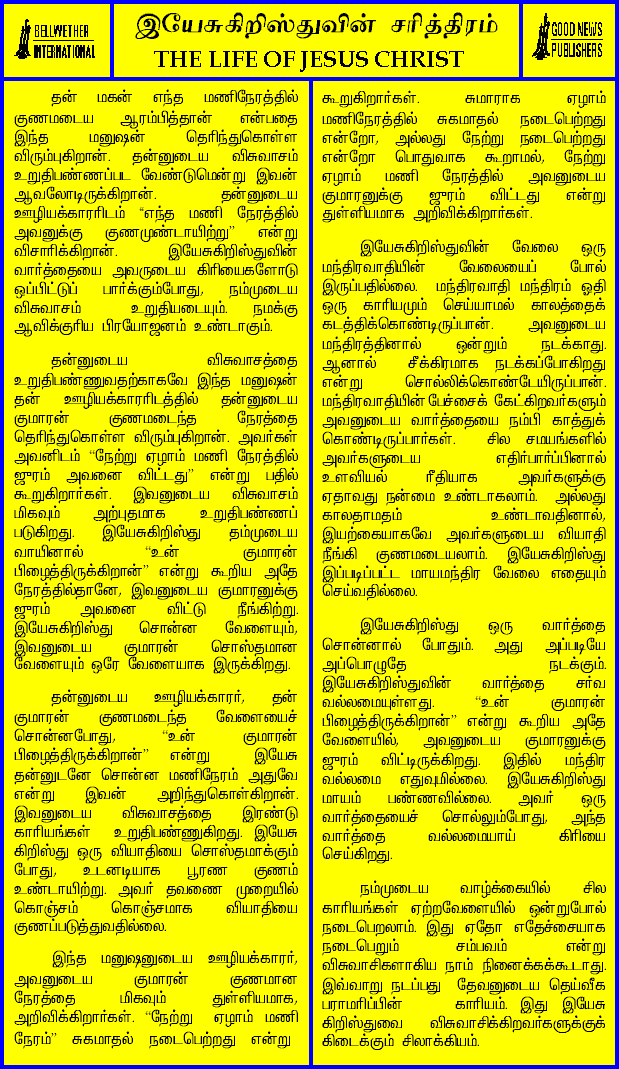 BELLWETHER
INTERNATIONAL
இயேசுகிறிஸ்துவின் சரித்திரம்
THE LIFE OF JESUS CHRIST
GOOD NEWS
PUBLISHERS
தன் மகன் எந்த மணிநேரத்தில்
குணமடைய ஆரம்பித்தான் என்பதை
இந்த மனுஷன் தெரிந்துகொள்ள
விரும்புகிறான். தன்னுடைய விசுவாசம்
உறுதிபண்ணப்பட வேண்டுமென்று இவன்
ஆவலோடிருக்கிறான். தன்னுடைய
ஊழியக்காரரிடம் “எந்த மணி நேரத்தில்
அவனுக்கு குணமுண்டாயிற்று” என்று
விசாரிக்கிறான். இயேசுகிறிஸ்துவின்
வார்த்தையை அவருடைய கிரியைகளோடு
ஒப்பிட்டுப் பார்க்கும்போது, நம்முடைய
விசுவாசம் உறுதியடையும். நமக்கு
ஆவிக்குரிய பிரயோஜனம் உண்டாகும்.
தன்னுடைய விசுவாசத்தை
உறுதிபண்ணுவதற்காகவே இந்த மனுஷன்
தன் ஊழியக்காரரிடத்தில் தன்னுடைய
குமாரன் குணமடைந்த நேரத்தை
தெரிந்துகொள்ள விரும்புகிறான். அவர்கள்
அவனிடம் “நேற்று ஏழாம் மணி நேரத்தில்
ஜுரம் அவனை விட்டது” என்று பதில்
கூறுகிறார்கள். இவனுடைய விசுவாசம்
மிகவும் அற்புதமாக உறுதிபண்ணப்
படுகிறது. இயேசுகிறிஸ்து தம்முடைய
வாயினால் “உன் குமாரன்
பிழைத்திருக்கிறான்” என்று கூறிய அதே
நேரத்தில்தானே, இவனுடைய குமாரனுக்கு
ஜுரம் அவனை விட்டு நீங்கிற்று.
இயேசுகிறிஸ்து சொன்ன வேளையும்,
இவனுடைய குமாரன் சொஸ்தமான
வேளையும் ஒரே வேளையாக இருக்கிறது.
தன்னுடைய ஊழியக்காரர், தன்
குமாரன் குணமடைந்த வேளையைச்
சொன்னபோது, “உன் குமாரன்
பிழைத்திருக்கிறான்” என்று இயேசு
தன்னுடனே சொன்ன மணிநேரம் அதுவே
என்று இவன் அறிந்துகொள்கிறான்.
இவனுடைய விசுவாசத்தை இரண்டு
காரியங்கள் உறுதிபண்ணுகிறது. இயேசு
கிறிஸ்து ஒரு வியாதியை சொஸ்தமாக்கும்
போது, உடனடியாக பூரண குணம்
உண்டாயிற்று. அவர் தவணை முறையில்
கொஞ்சம் கொஞ்சமாக வியாதியை
குணப்படுத்துவதில்லை.
இந்த மனுஷனுடைய ஊழியக்காரர்,
அவனுடைய குமாரன் குணமான
நேரத்தை மிகவும் துள்ளியமாக,
அறிவிக்கிறார்கள். “நேற்று ஏழாம் மணி
நேரம்” சுகமாதல் நடைபெற்றது என்று
கூறுகிறார்கள். சுமாராக ஏழாம்
மணிநேரத்தில் சுகமாதல் நடைபெற்றது
என்றோ, அல்லது நேற்று நடைபெற்றது
என்றோ பொதுவாக கூறாமல், நேற்று
ஏழாம் மணி நேரத்தில் அவனுடைய
குமாரனுக்கு ஜுரம் விட்டது என்று
துள்ளியமாக அறிவிக்கிறார்கள்.
இயேசுகிறிஸ்துவின் வேலை ஒரு
மந்திரவாதியின் வேலையைப் போல்
இருப்பதில்லை. மந்திரவாதி மந்திரம் ஓதி
ஒரு காரியமும் செய்யாமல் காலத்தைக்
கடத்திக்கொண்டிருப்பான். அவனுடைய
மந்திரத்தினால் ஒன்றும் நடக்காது.
ஆனால் சீக்கிரமாக நடக்கப்போகிறது
என்று சொல்லிக்கொண்டேயிருப்பான்.
மந்திரவாதியின் பேச்சைக் கேட்கிறவர்களும்
அவனுடைய வார்த்தையை நம்பி காத்துக்
கொண்டிருப்பார்கள். சில சமயங்களில்
அவர்களுடைய எதிர்பார்ப்பினால்
உளவியல் ரீதியாக அவர்களுக்கு
ஏதாவது நன்மை உண்டாகலாம். அல்லது
காலதாமதம் உண்டாவதினால்,
இயற்கையாகவே அவர்களுடைய வியாதி
நீங்கி குணமடையலாம். இயேசுகிறிஸ்து
இப்படிப்பட்ட மாயமந்திர வேலை எதையும்
செய்வதில்லை.
இயேசுகிறிஸ்து ஒரு வார்த்தை
சொன்னால் போதும். அது அப்படியே
அப்பொழுதே நடக்கும்.
இயேசுகிறிஸ்துவின் வார்த்தை சர்வ
வல்லமையுள்ளது. “உன் குமாரன்
பிழைத்திருக்கிறான்” என்று கூறிய அதே
வேளையில், அவனுடைய குமாரனுக்கு
ஜுரம் விட்டிருக்கிறது. இதில் மந்திர
வல்லமை எதுவுமில்லை. இயேசுகிறிஸ்து
மாயம் பண்ணவில்லை. அவர் ஒரு
வார்த்தையைச் சொல்லும்போது, அந்த
வார்த்தை வல்லமையாய் கிரியை
செய்கிறது.
நம்முடைய வாழ்க்கையில் சில
காரியங்கள் ஏற்றவேளையில் ஒன்றுபோல்
நடைபெறலாம். இது ஏதோ எதேச்சையாக
நடைபெறும் சம்பவம் என்று
விசுவாசிகளாகிய நாம் நினைக்கக்கூடாது.
இவ்வாறு நடப்பது தேவனுடைய தெய்வீக
பராமரிப்பின் காரியம். இது இயேசு
கிறிஸ்துவை விசுவாசிக்கிறவர்களுக்குக்
கிடைக்கும் சிலாக்கியம்.